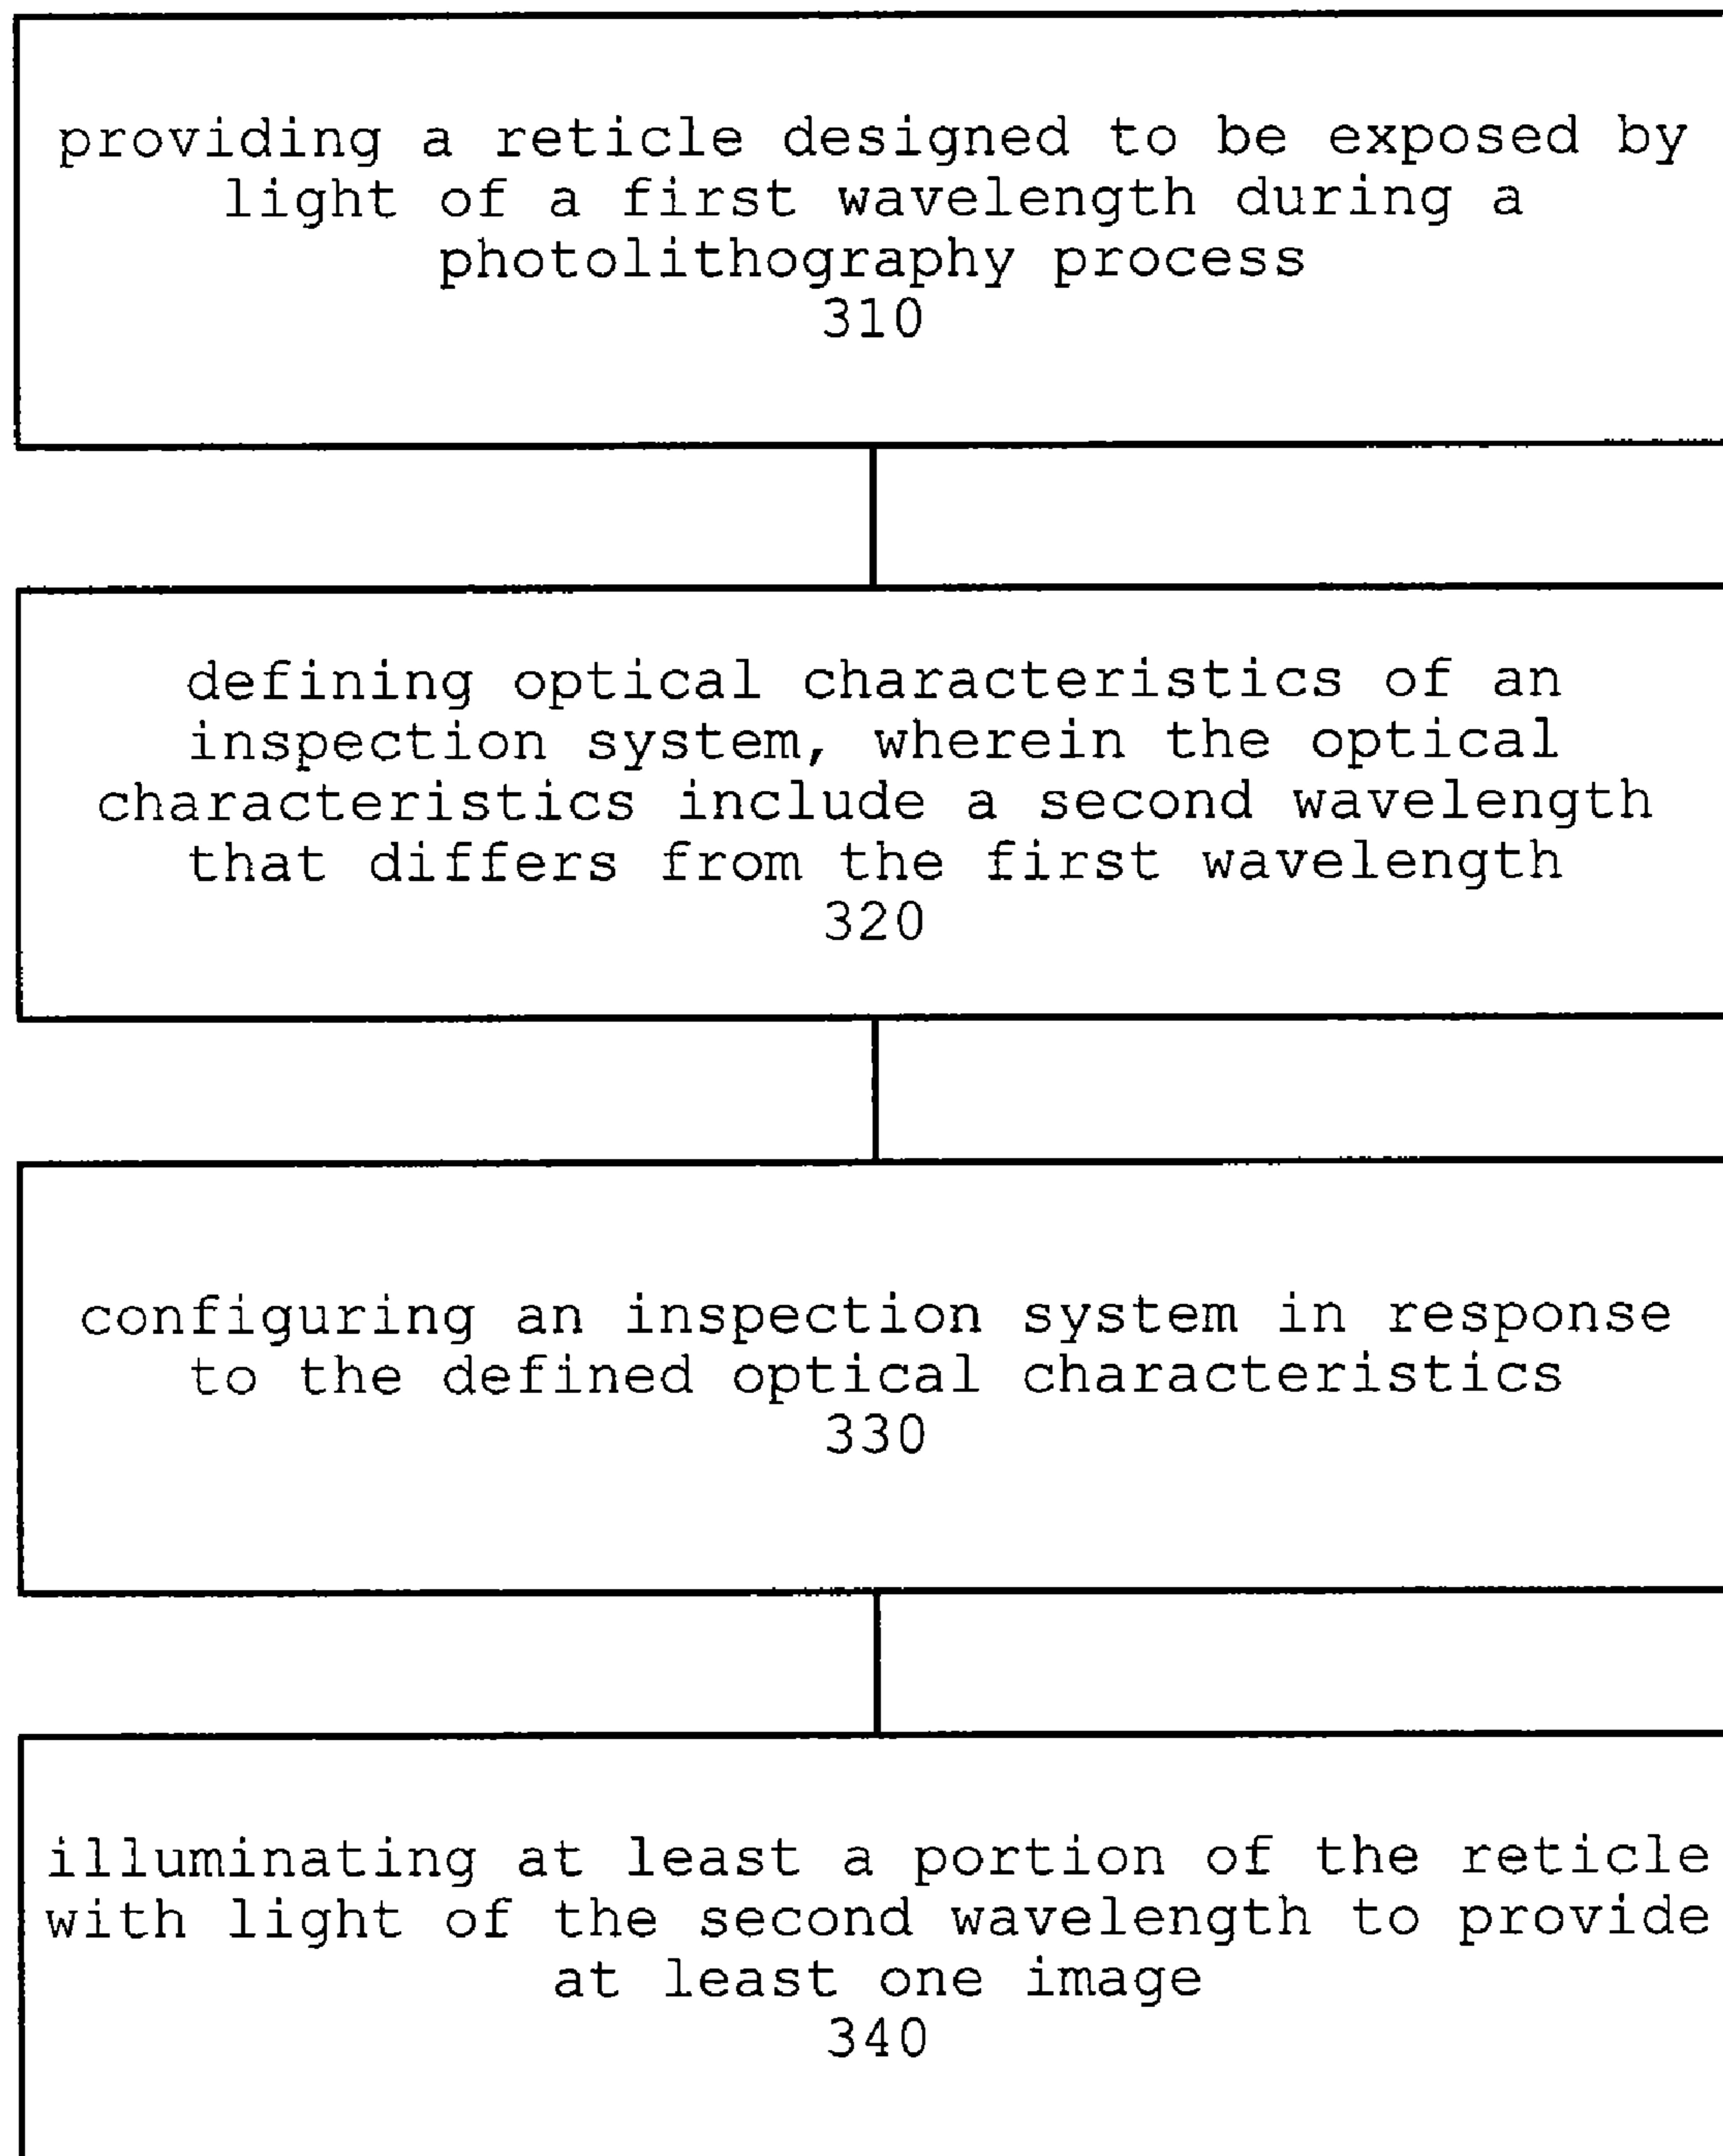 providing a reticle designed to be exposed by
light of a first wavelength during a
photolithography process
310
defining optical characteristics of an
inspection system, wherein the optical
characteristics include a second wavelength
that differs from the first wavelength
320
configuring an inspection system in response
to the defined optical characteristics
330
illuminating at least a portion of the reticle
with light of the second wavelength to provide
at least one image
340